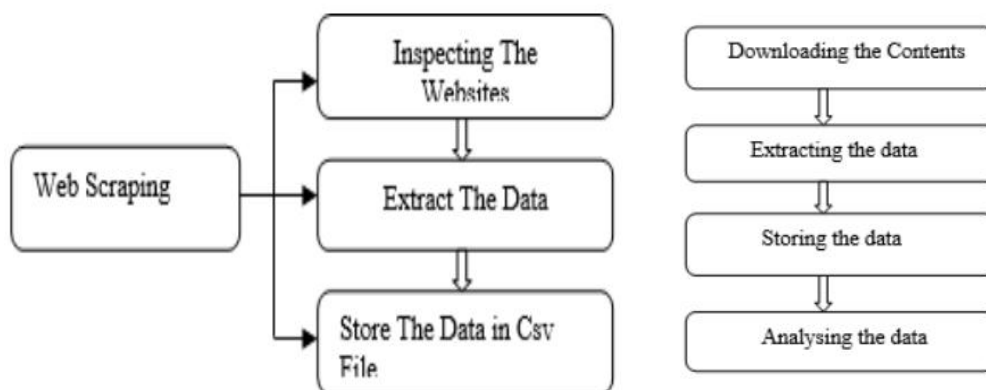 Web Scraping
Inspecting The
Websites
Extract The Data
Store The Data in Csv
File
Downloading the Contents
Extracting the data
Storing the data
Analysing the data